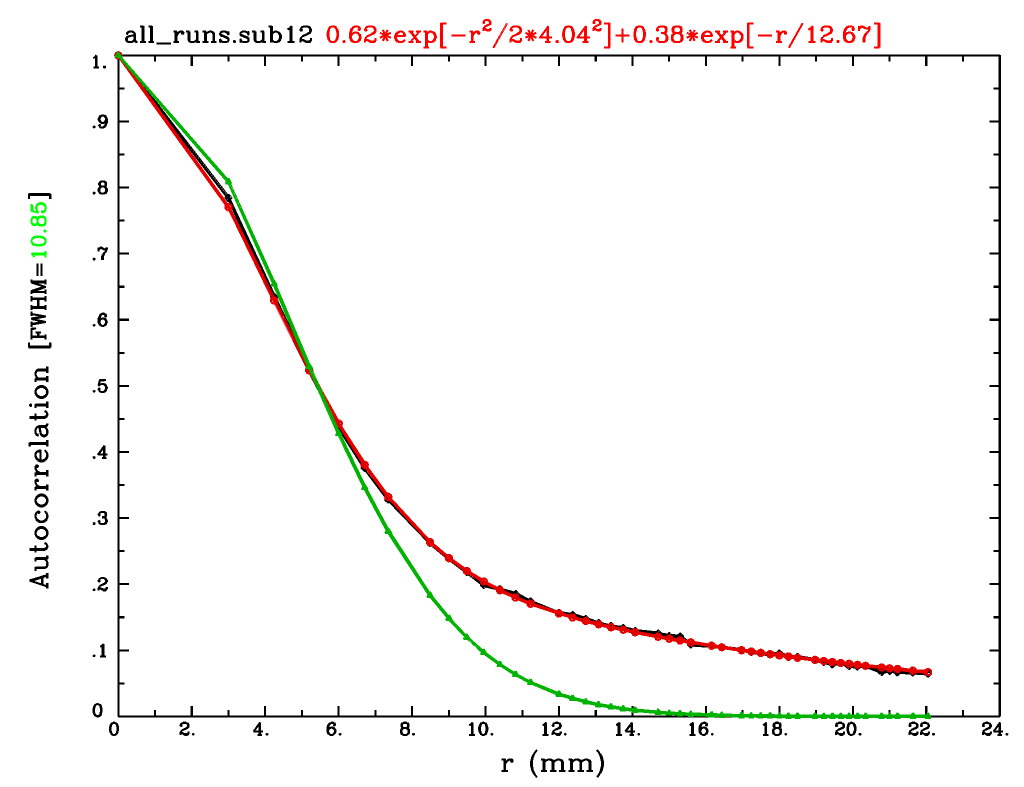 all_runs.sub12 0.62*exp[-r²/2*4.04²]+0.38*exp[-r/12.67]
1.
.9
.8
.7
.6
.5
.4
.3
.2
.1
0
0. 2. 4. 6. 8. 10. 12. 14. 16. 18. 20. 22. 24.
Autocorrelation [FWHM=10.85]
r (mm)